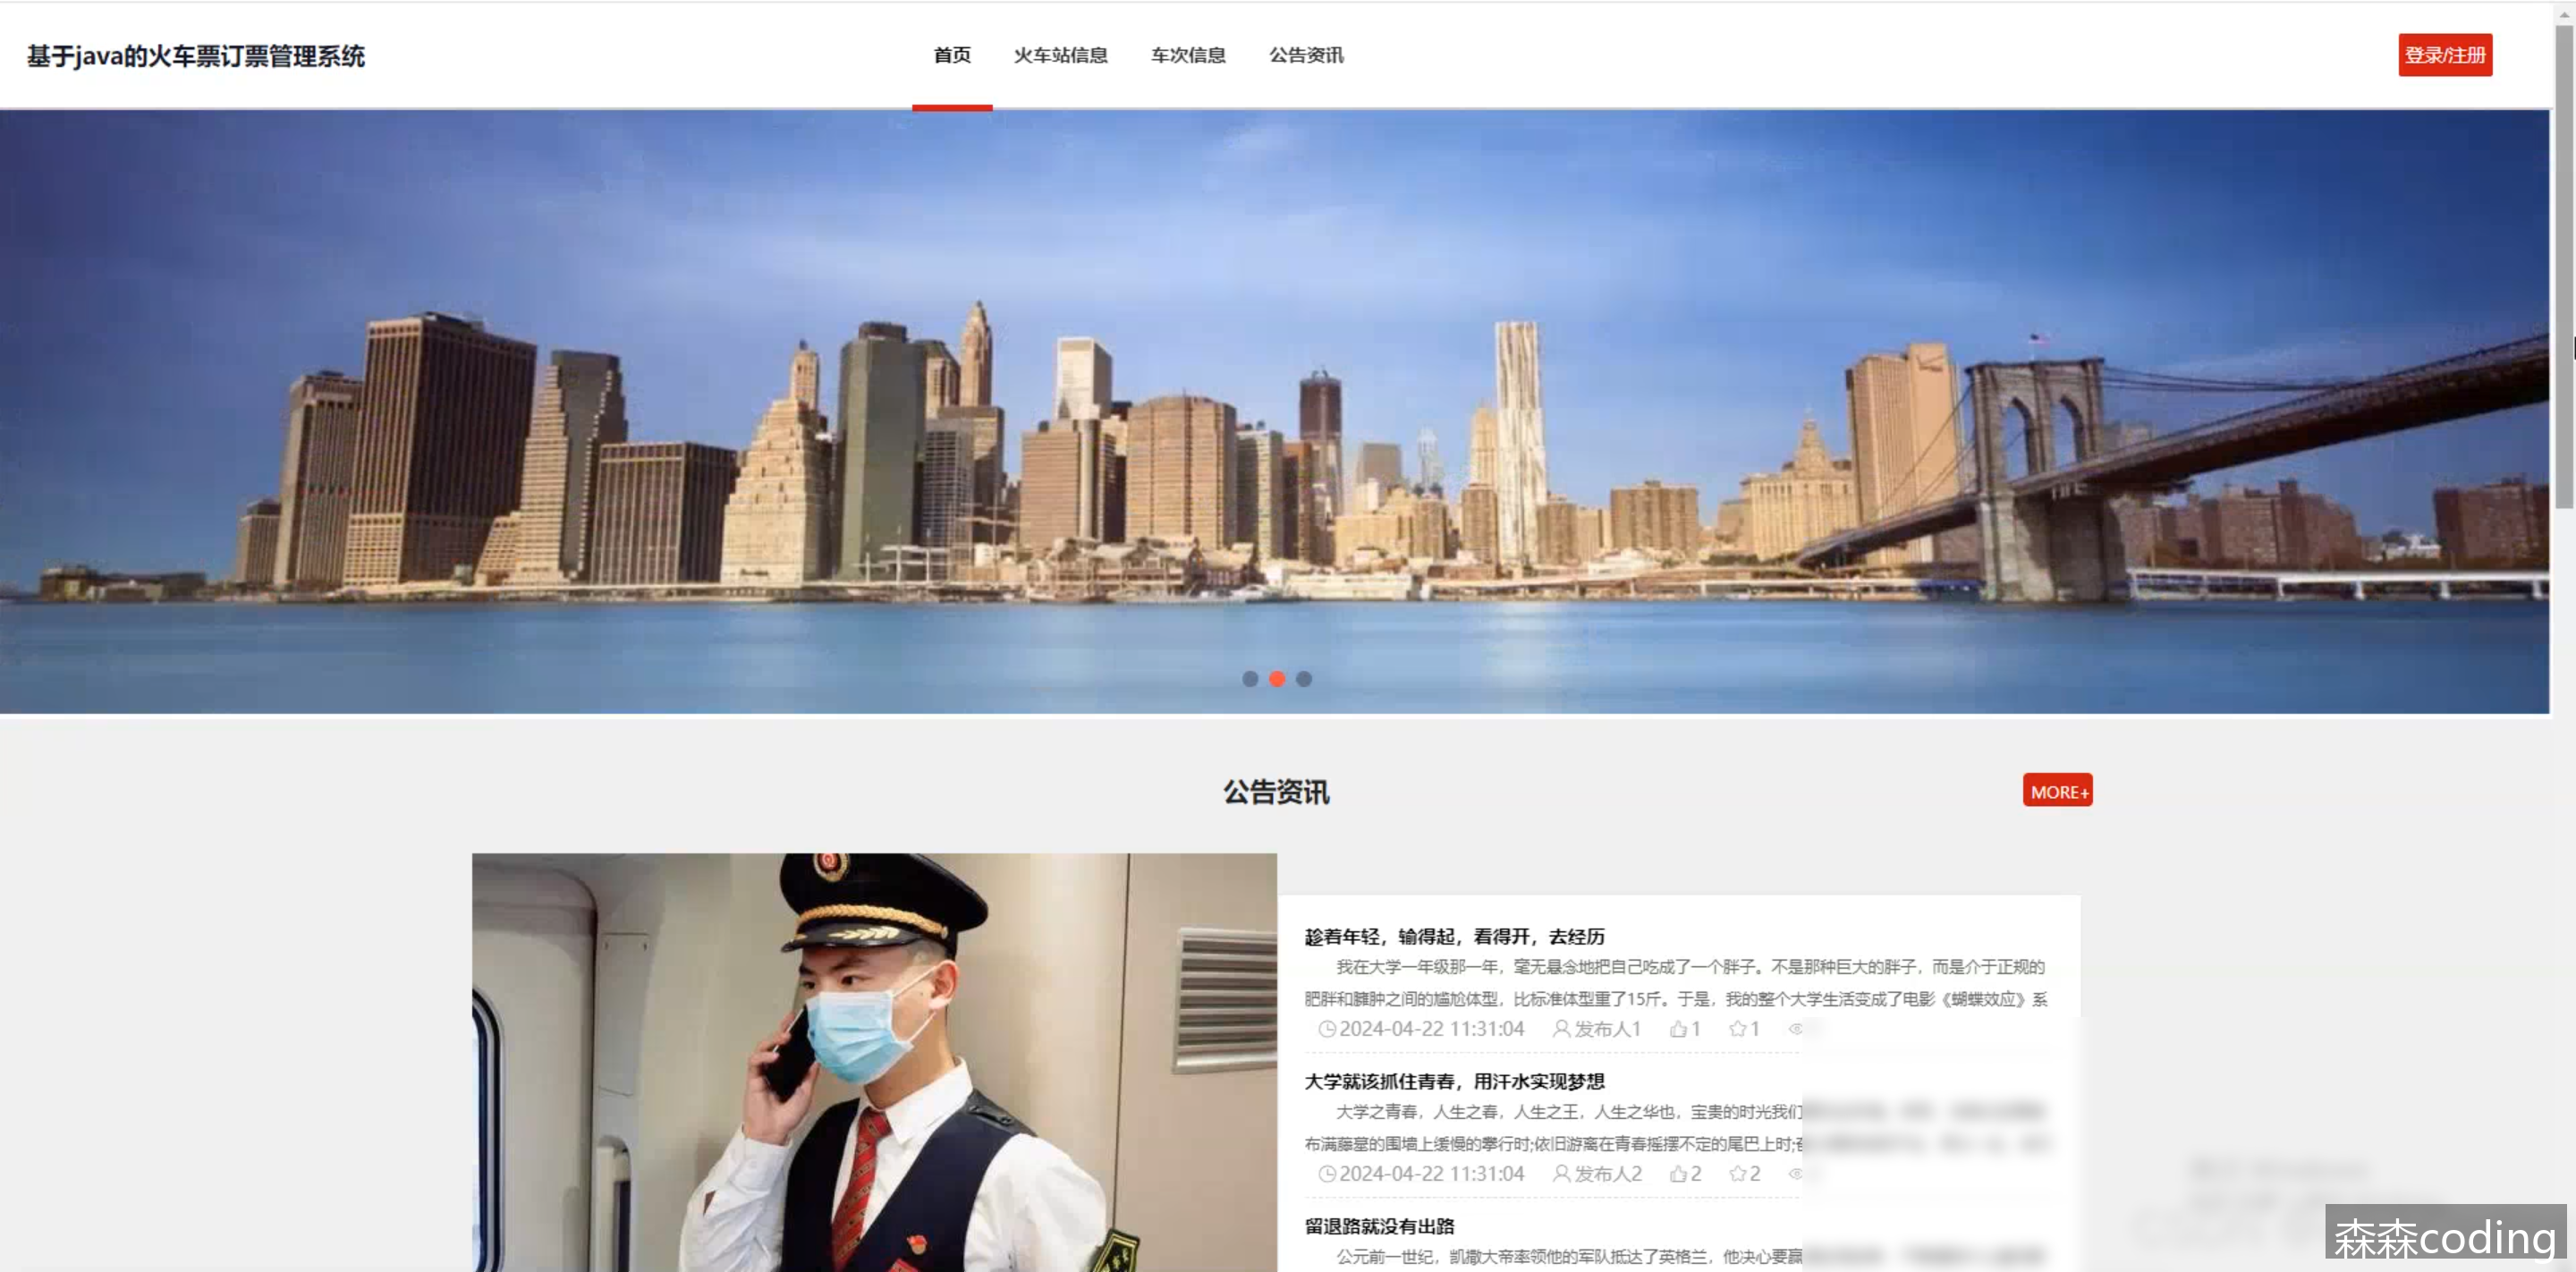 基于java的火车票订票管理系统
首页 火车站信息 车次信息 公告资讯
登录/注册
公告资讯
MORE+
趁着年轻，输得起，看得开，去经历
我在大学一年级那一年，毫无悬念地把自己吃成了一个胖子。不是那种巨大的胖子，而是介于正规的
肥胖和臃肿之间的尴尬体型，比标准体型重了15斤。于是，我的整个大学生活变成了电影《蝴蝶效应》系
2024-04-22 11:31:04 发布人1 1 1
大学就该抓住青春，用汗水实现梦想
大学之青春，人生之春，人生之王，人生之华也，宝贵的时光我们
布满藤蔓的围墙上缓慢的攀行时;依旧游离在青春摇摆不定的尾巴上时;
2024-04-22 11:31:04 发布人2 2 2
留退路就没有出路
公元前一世纪，凯撒大帝率领他的军队抵达了英格兰，他决心要赢
森森coding